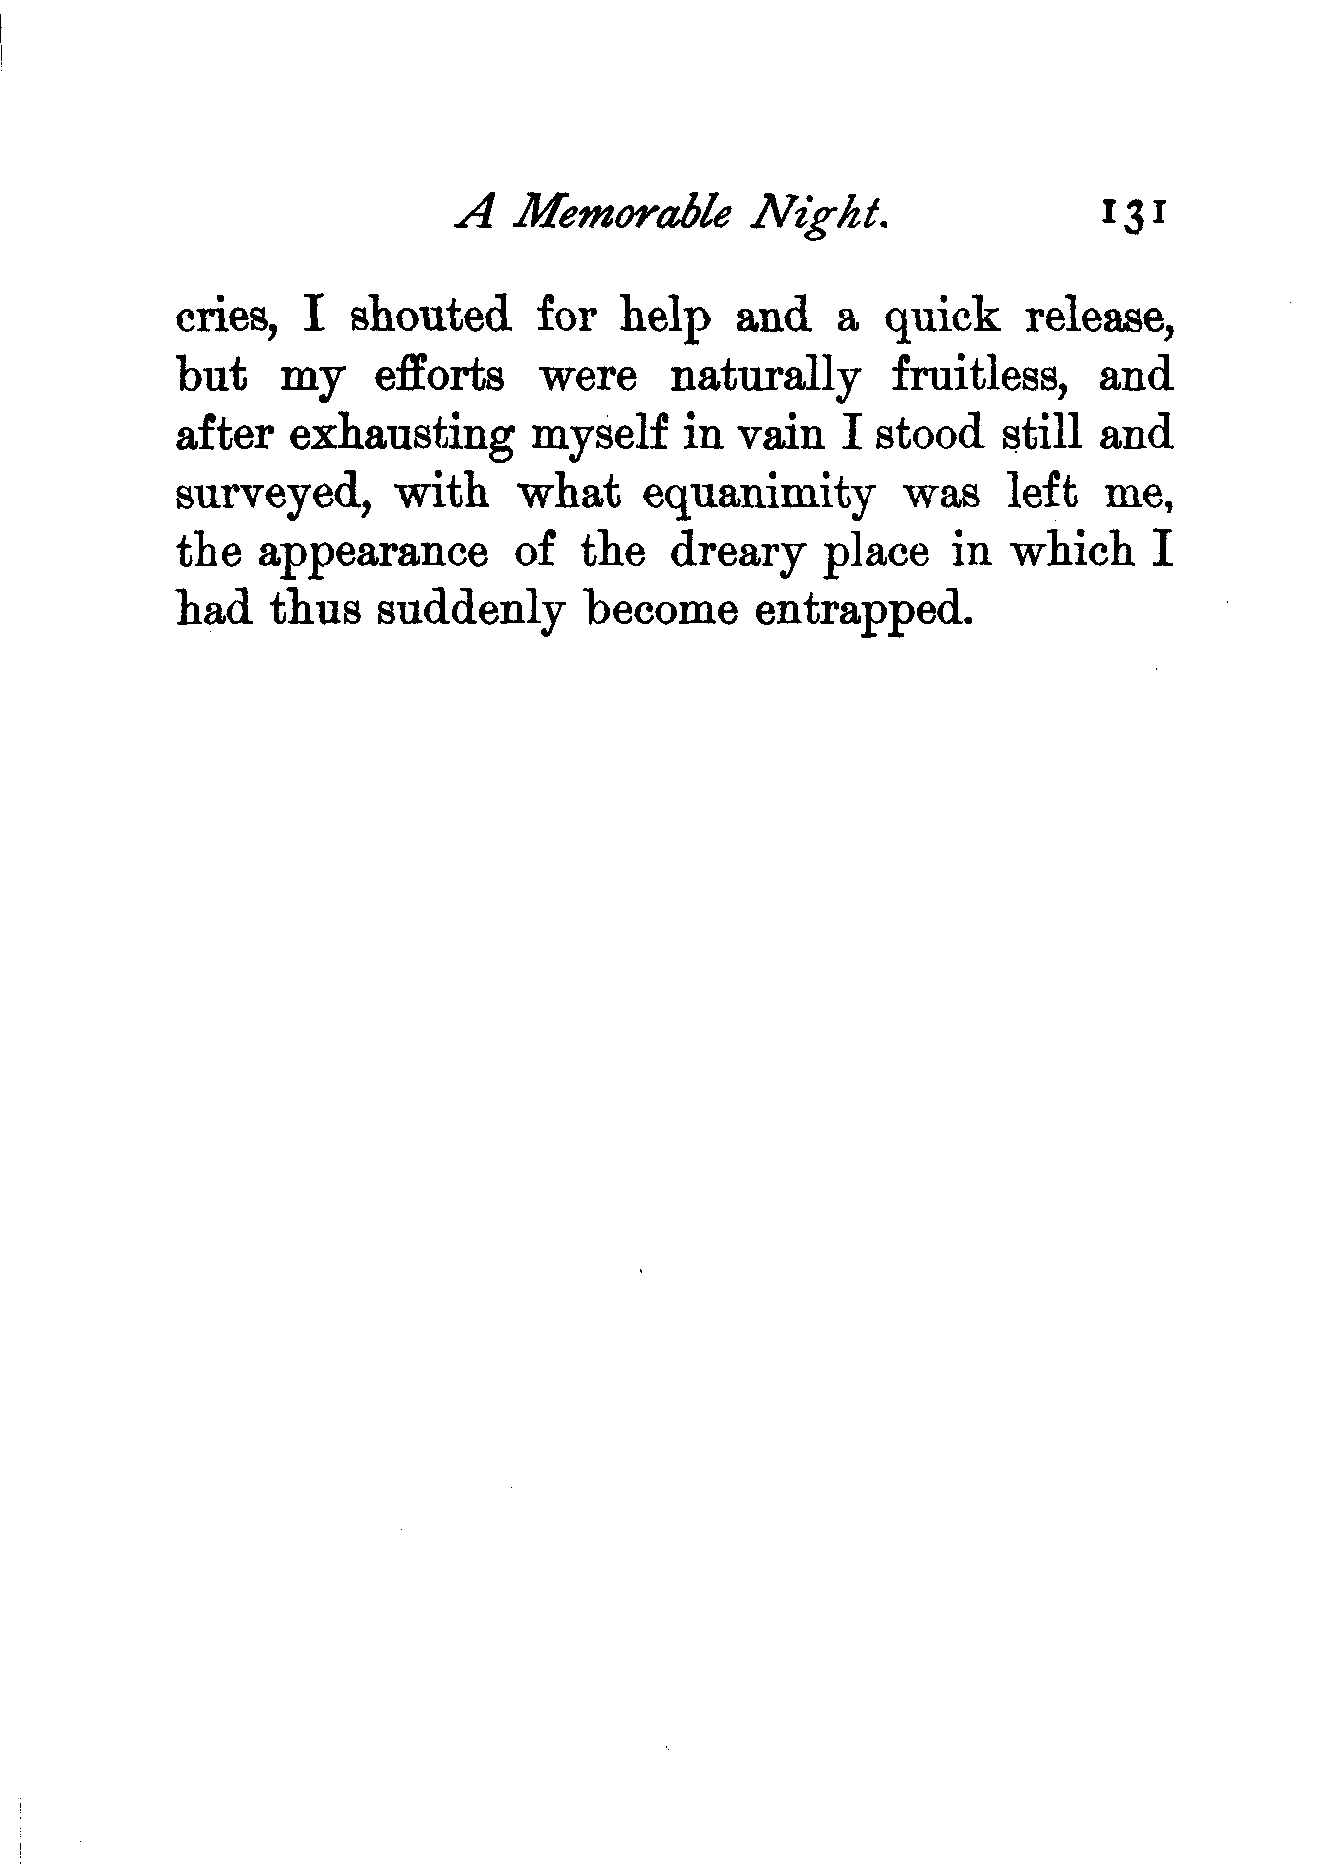 A Memorable Night. 131
cries, I shouted for help and a quick release,
but my efforts were naturally fruitless, and
after exhausting myself in vain I stood still and
surveyed, with what equanimity was left me,
the appearance of the dreary place in which I
had thus suddenly become entrapped.